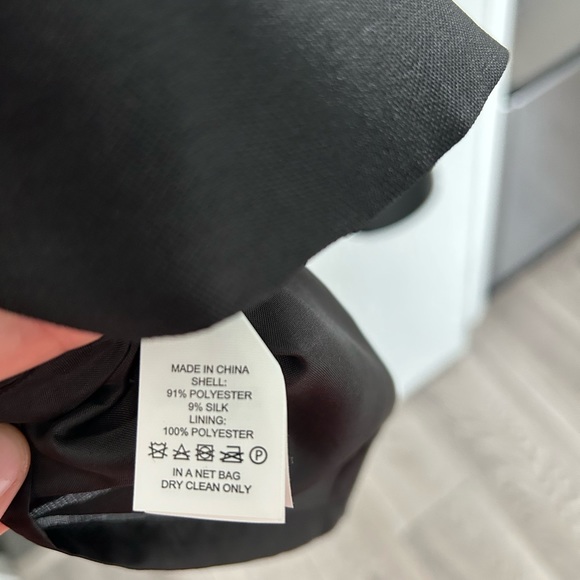 MADE IN CHINA
SHELL:
91% POLYESTER
9% SILK
LINING:
100% POLYESTER
P
IN A NET BAG
DRY CLEAN ONLY